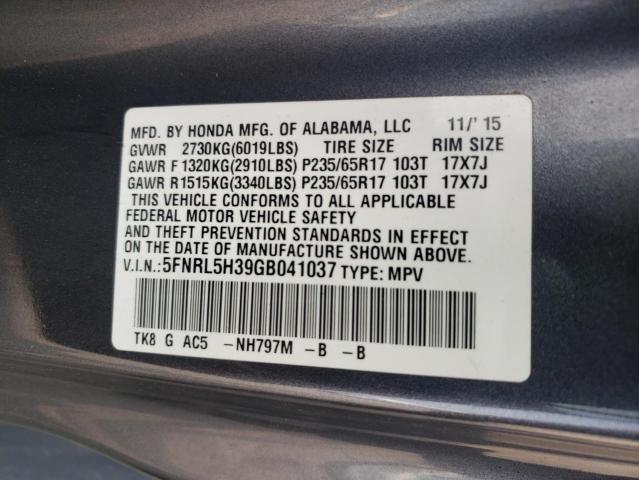 MFD. BY HONDA MFG. OF ALABAMA, LLC 11/'15
GVWR 2730KG(6019LBS) TIRE SIZE RIM SIZE
GAWR F 1320KG(2910LBS) P235/65R17 103T 17X7J
GAWR R1515KG(3340LBS) P235/65R17 103T 17X7J
THIS VEHICLE CONFORMS TO ALL APPLICABLE
FEDERAL MOTOR VEHICLE SAFETY
AND THEFT PREVENTION STANDARDS IN EFFECT
ON THE DATE OF MANUFACTURE SHOWN ABOVE.
V.I.N.:5FNRL5H39GB041037 TYPE: MPV
TK8 G AC5 -NH797M -B -B